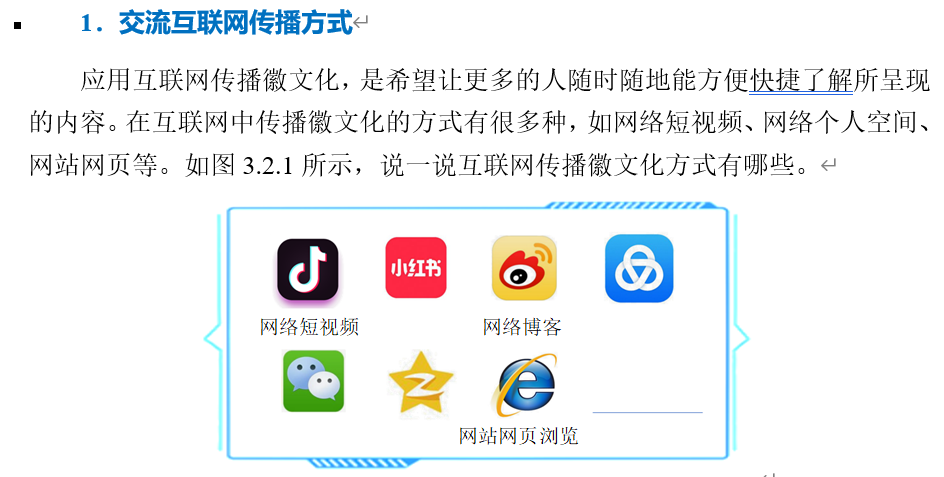 1．交流互联网传播方式
应用互联网传播徽文化，是希望让更多的人随时随地能方便快捷了解所呈现
的内容。在互联网中传播徽文化的方式有很多种，如网络短视频、网络个人空间、
网站网页等。如图 3.2.1 所示，说一说互联网传播徽文化方式有哪些。
小红书
网络短视频 网络博客
网站网页浏览